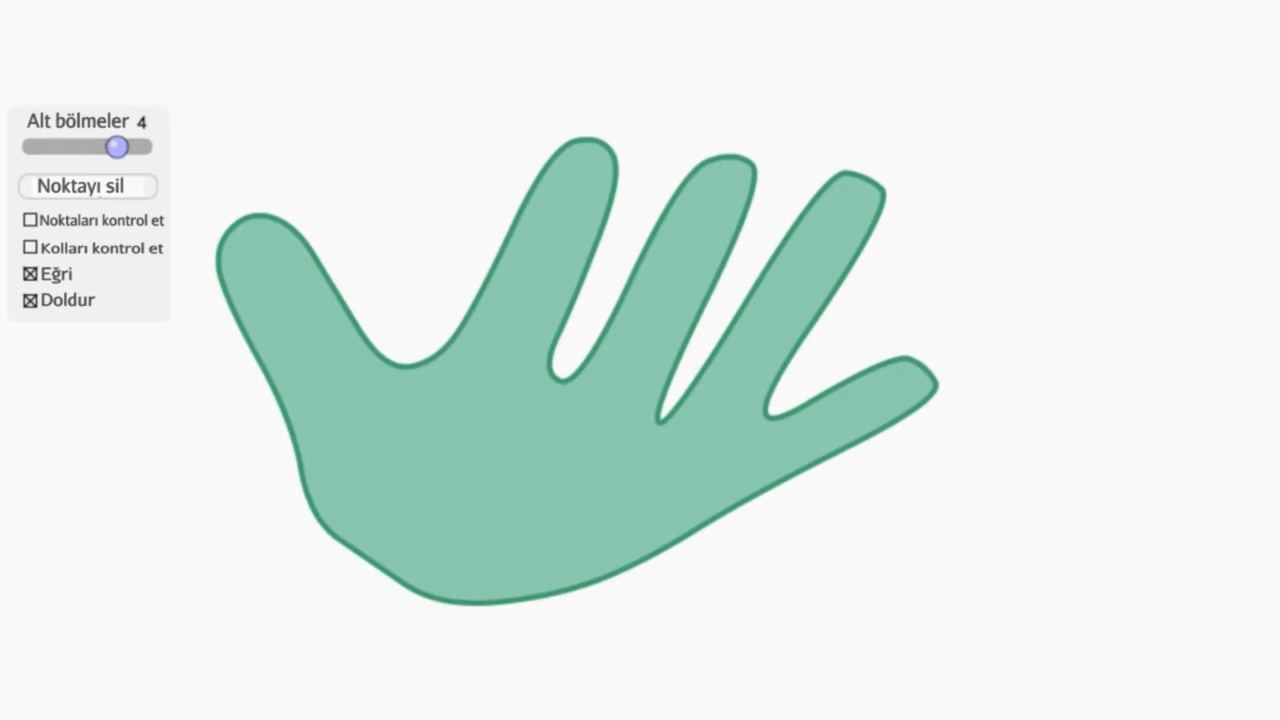 Alt bölmeler 4
Noktayı sil
Noktaları kontrol et
Kolları kontrol et
Eğri
Doldur